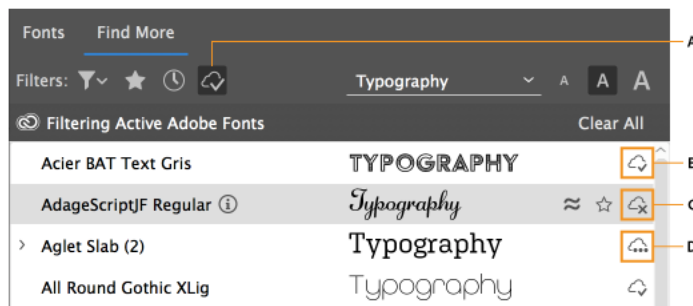 Fonts Find More
A
Filters: Typography A A A
Filtering Active Adobe Fonts Clear All
Acier BAT Text Gris TYPOGRAPHY B
AdageScriptJF Regular Typography C
Aglet Slab (2) Typography D
All Round Gothic XLig Typography